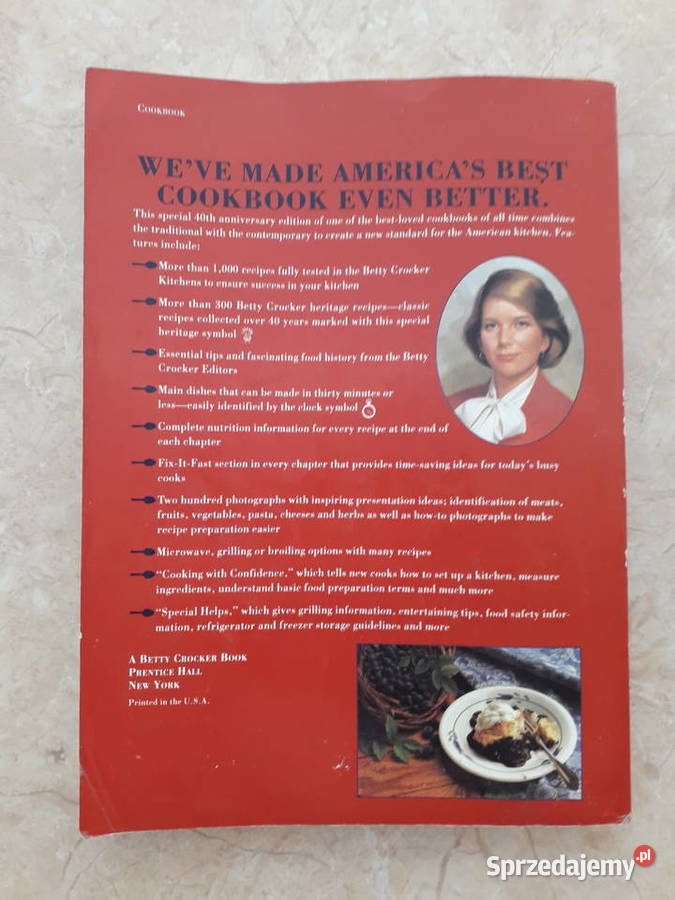 COOKBOOK
WE'VE MADE AMERICA'S BEST
COOKBOOK EVEN BETTER.
This special 40th anniversary edition of one of the best-loved cookbooks of all time combines
the traditional with the contemporary to create a new standard for the American kitchen. Fea-
tures include:
More than 1,000 recipes fully tested in the Betty Crocker
Kitchens to ensure success in your kitchen
More than 300 Betty Crocker heritage recipes—classic
recipes collected over 40 years marked with this special
heritage symbol
Essential tips and fascinating food history from the Betty
Crocker Editors
Main dishes that can be made in thirty minutes or
less—easily identified by the clock symbol
Complete nutrition information for every recipe at the end of
each chapter
Fix-It-Fast section in every chapter that provides time-saving ideas for today's busy
cooks
Two hundred photographs with inspiring presentation ideas; identification of meats,
fruits, vegetables, pasta, cheeses and herbs as well as how-to photographs to make
recipe preparation easier
Microwave, grilling or broiling options with many recipes
"Cooking with Confidence," which tells new cooks how to set up a kitchen, measure
ingredients, understand basic food preparation terms and much more
"Special Helps," which gives grilling information, entertaining tips, food safety infor-
mation, refrigerator and freezer storage guidelines and more
A BETTY CROCKER BOOK
PRENTICE HALL
NEW YORK
Printed in the U.S.A.
Sprzedajemy.pl